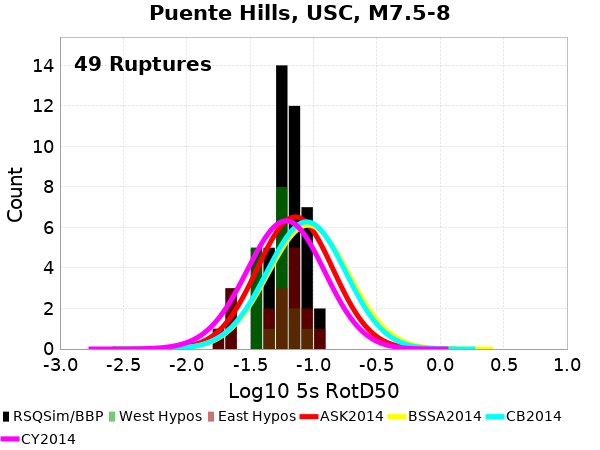 Puente Hills, USC, M7.5-8
49 Ruptures
Count
14
12
10
8
6
4
2
0
-3.0 -2.5 -2.0 -1.5 -1.0 -0.5 0.0 0.5 1.0
Log10 5s RotD50
RSQSim/BBP West Hypos East Hypos ASK2014 BSSA2014 CB2014
CY2014